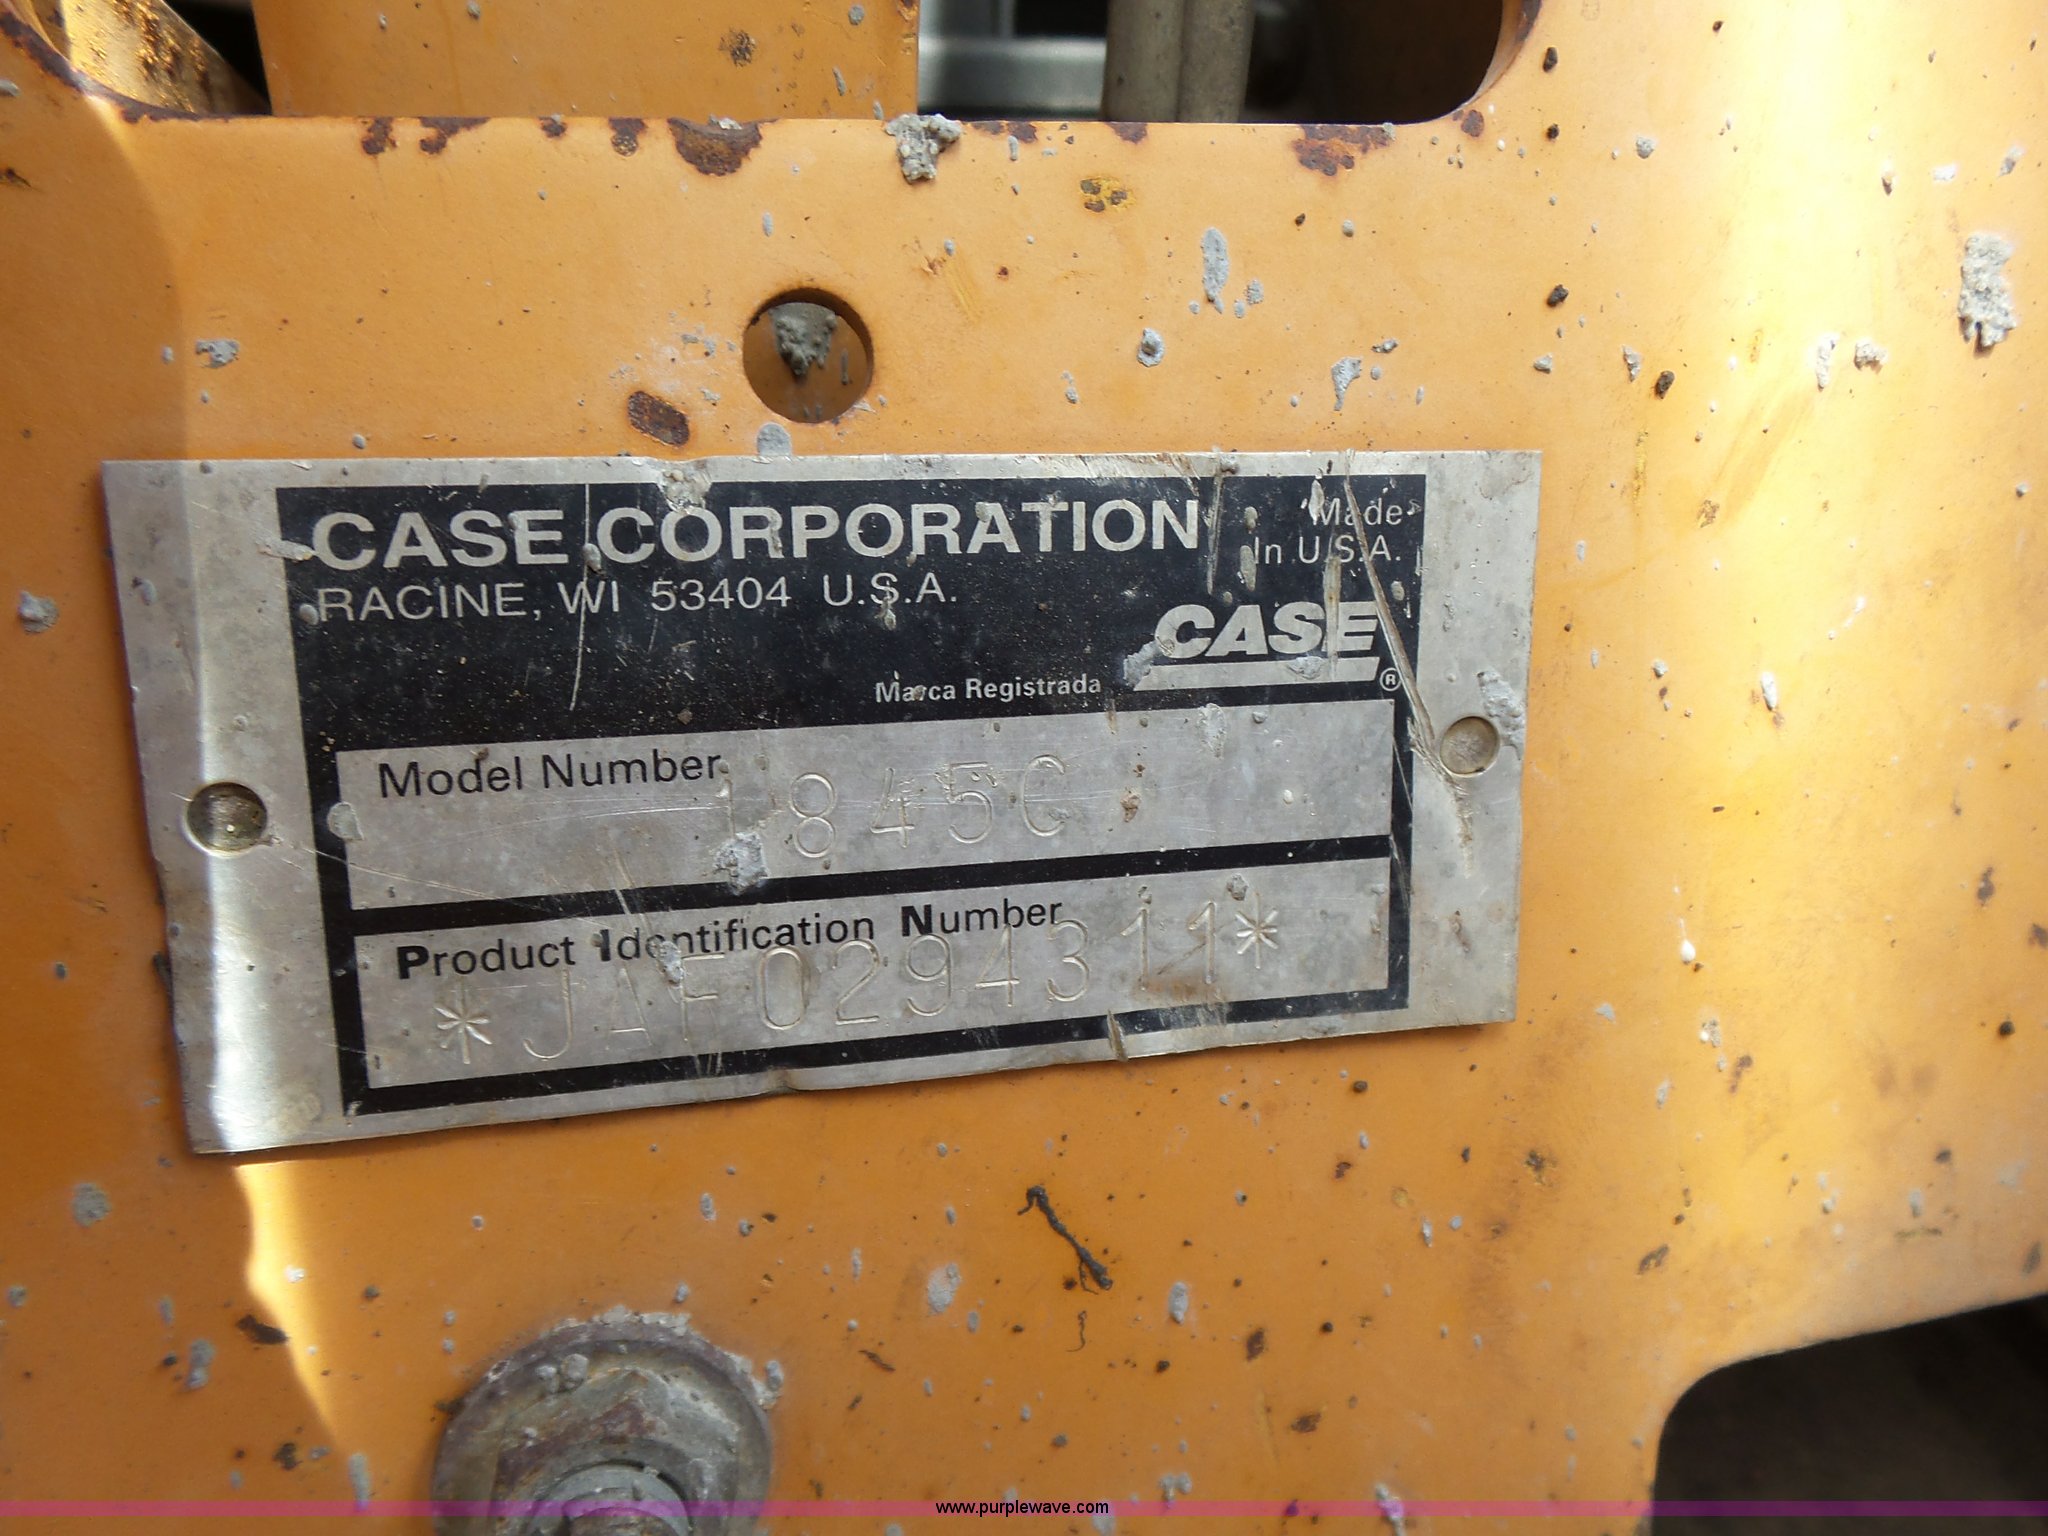 CASE CORPORATION
RACINE, WI 53404 U.S.A.
Made
In U.S.A.
CASE
®
Marca Registrada
Model Number
1845C
Product Identification Number
*JAF0294311*
www.purplewave.com